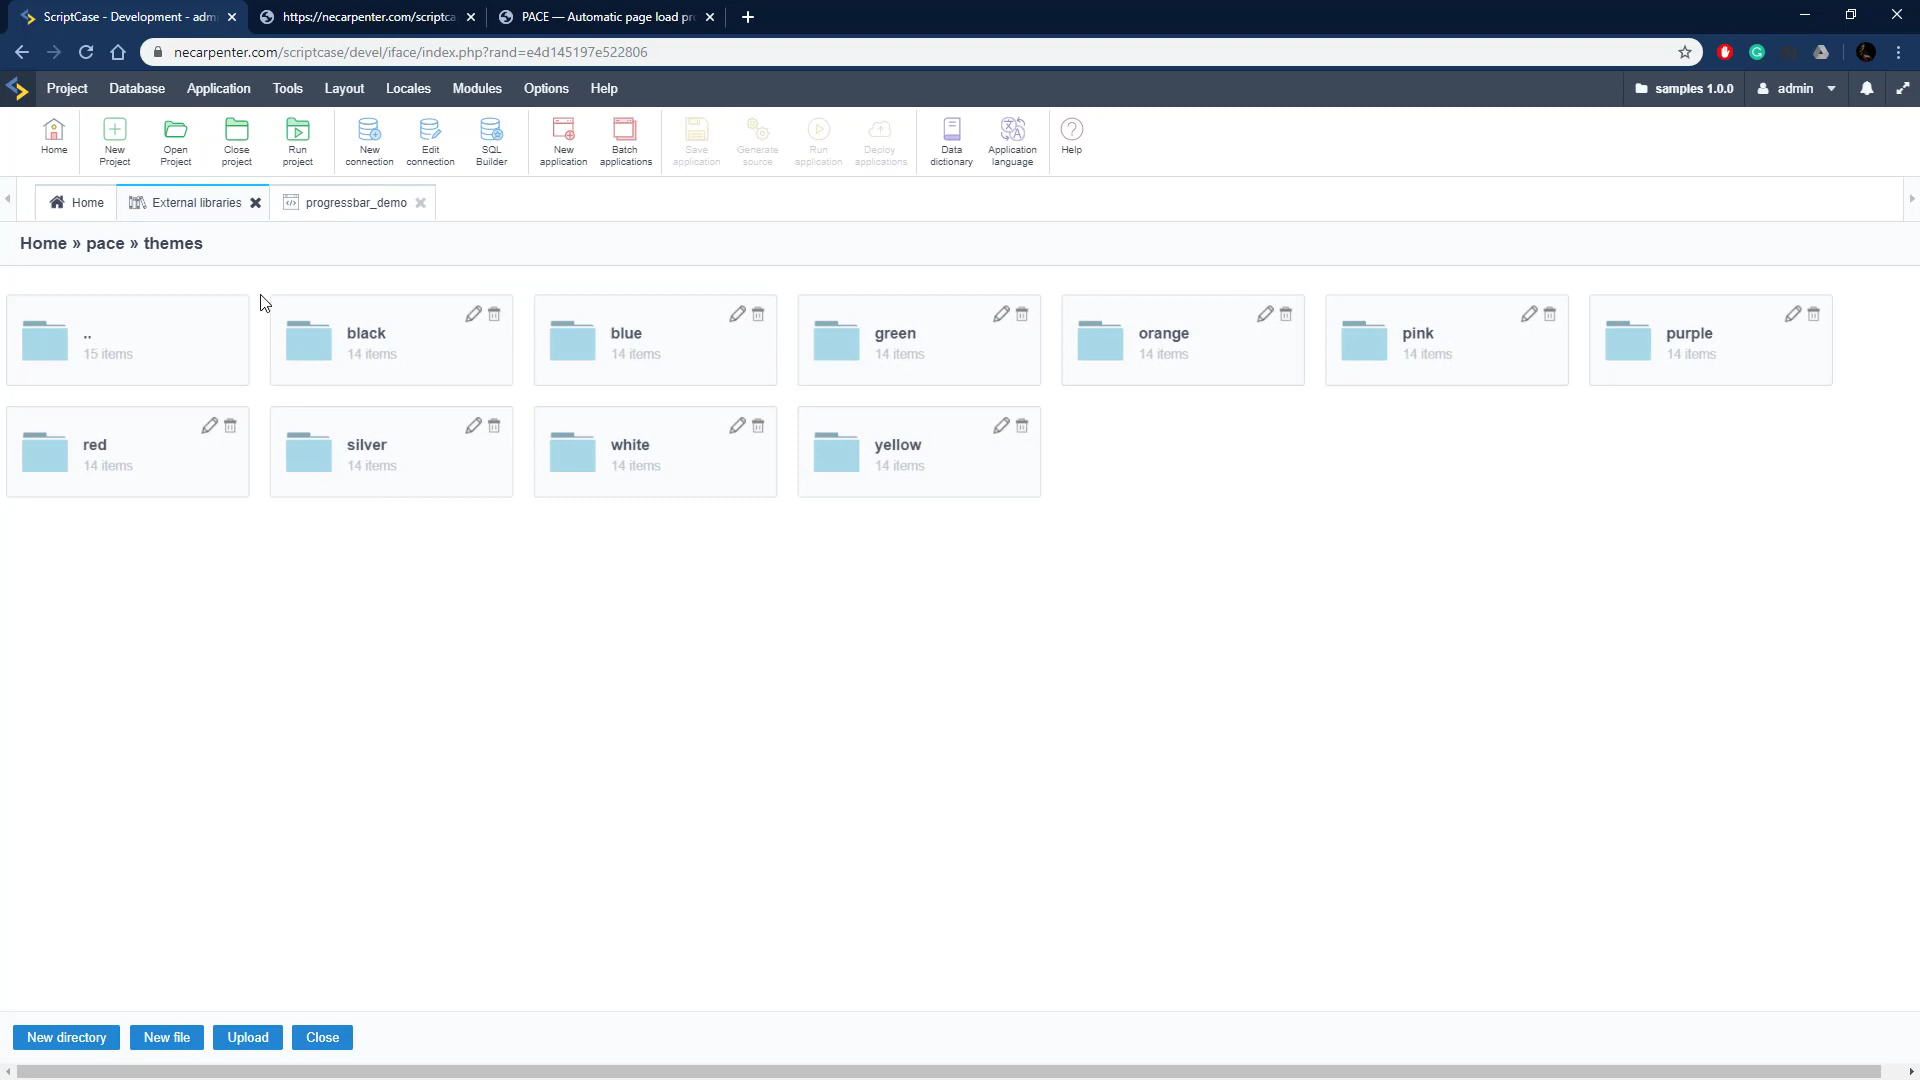 ScriptCase - Development - adm
https://necarpenter.com/scriptca
PACE — Automatic page load pr
necarpenter.com/scriptcase/devel/iface/index.php?rand=e4d145197e522806
Project Database Application Tools Layout Locales Modules Options Help samples 1.0.0 admin
Home
New Project
Open Project
Close project
Run project
New connection
Edit connection
SQL Builder
New application
Batch applications
Save application
Generate source
Run application
Deploy applications
Data dictionary
Application language
Help
Home External libraries progressbar_demo
Home » pace » themes
..
15 items
black
14 items
blue
14 items
green
14 items
orange
14 items
pink
14 items
purple
14 items
red
14 items
silver
14 items
white
14 items
yellow
14 items
New directory New file Upload Close